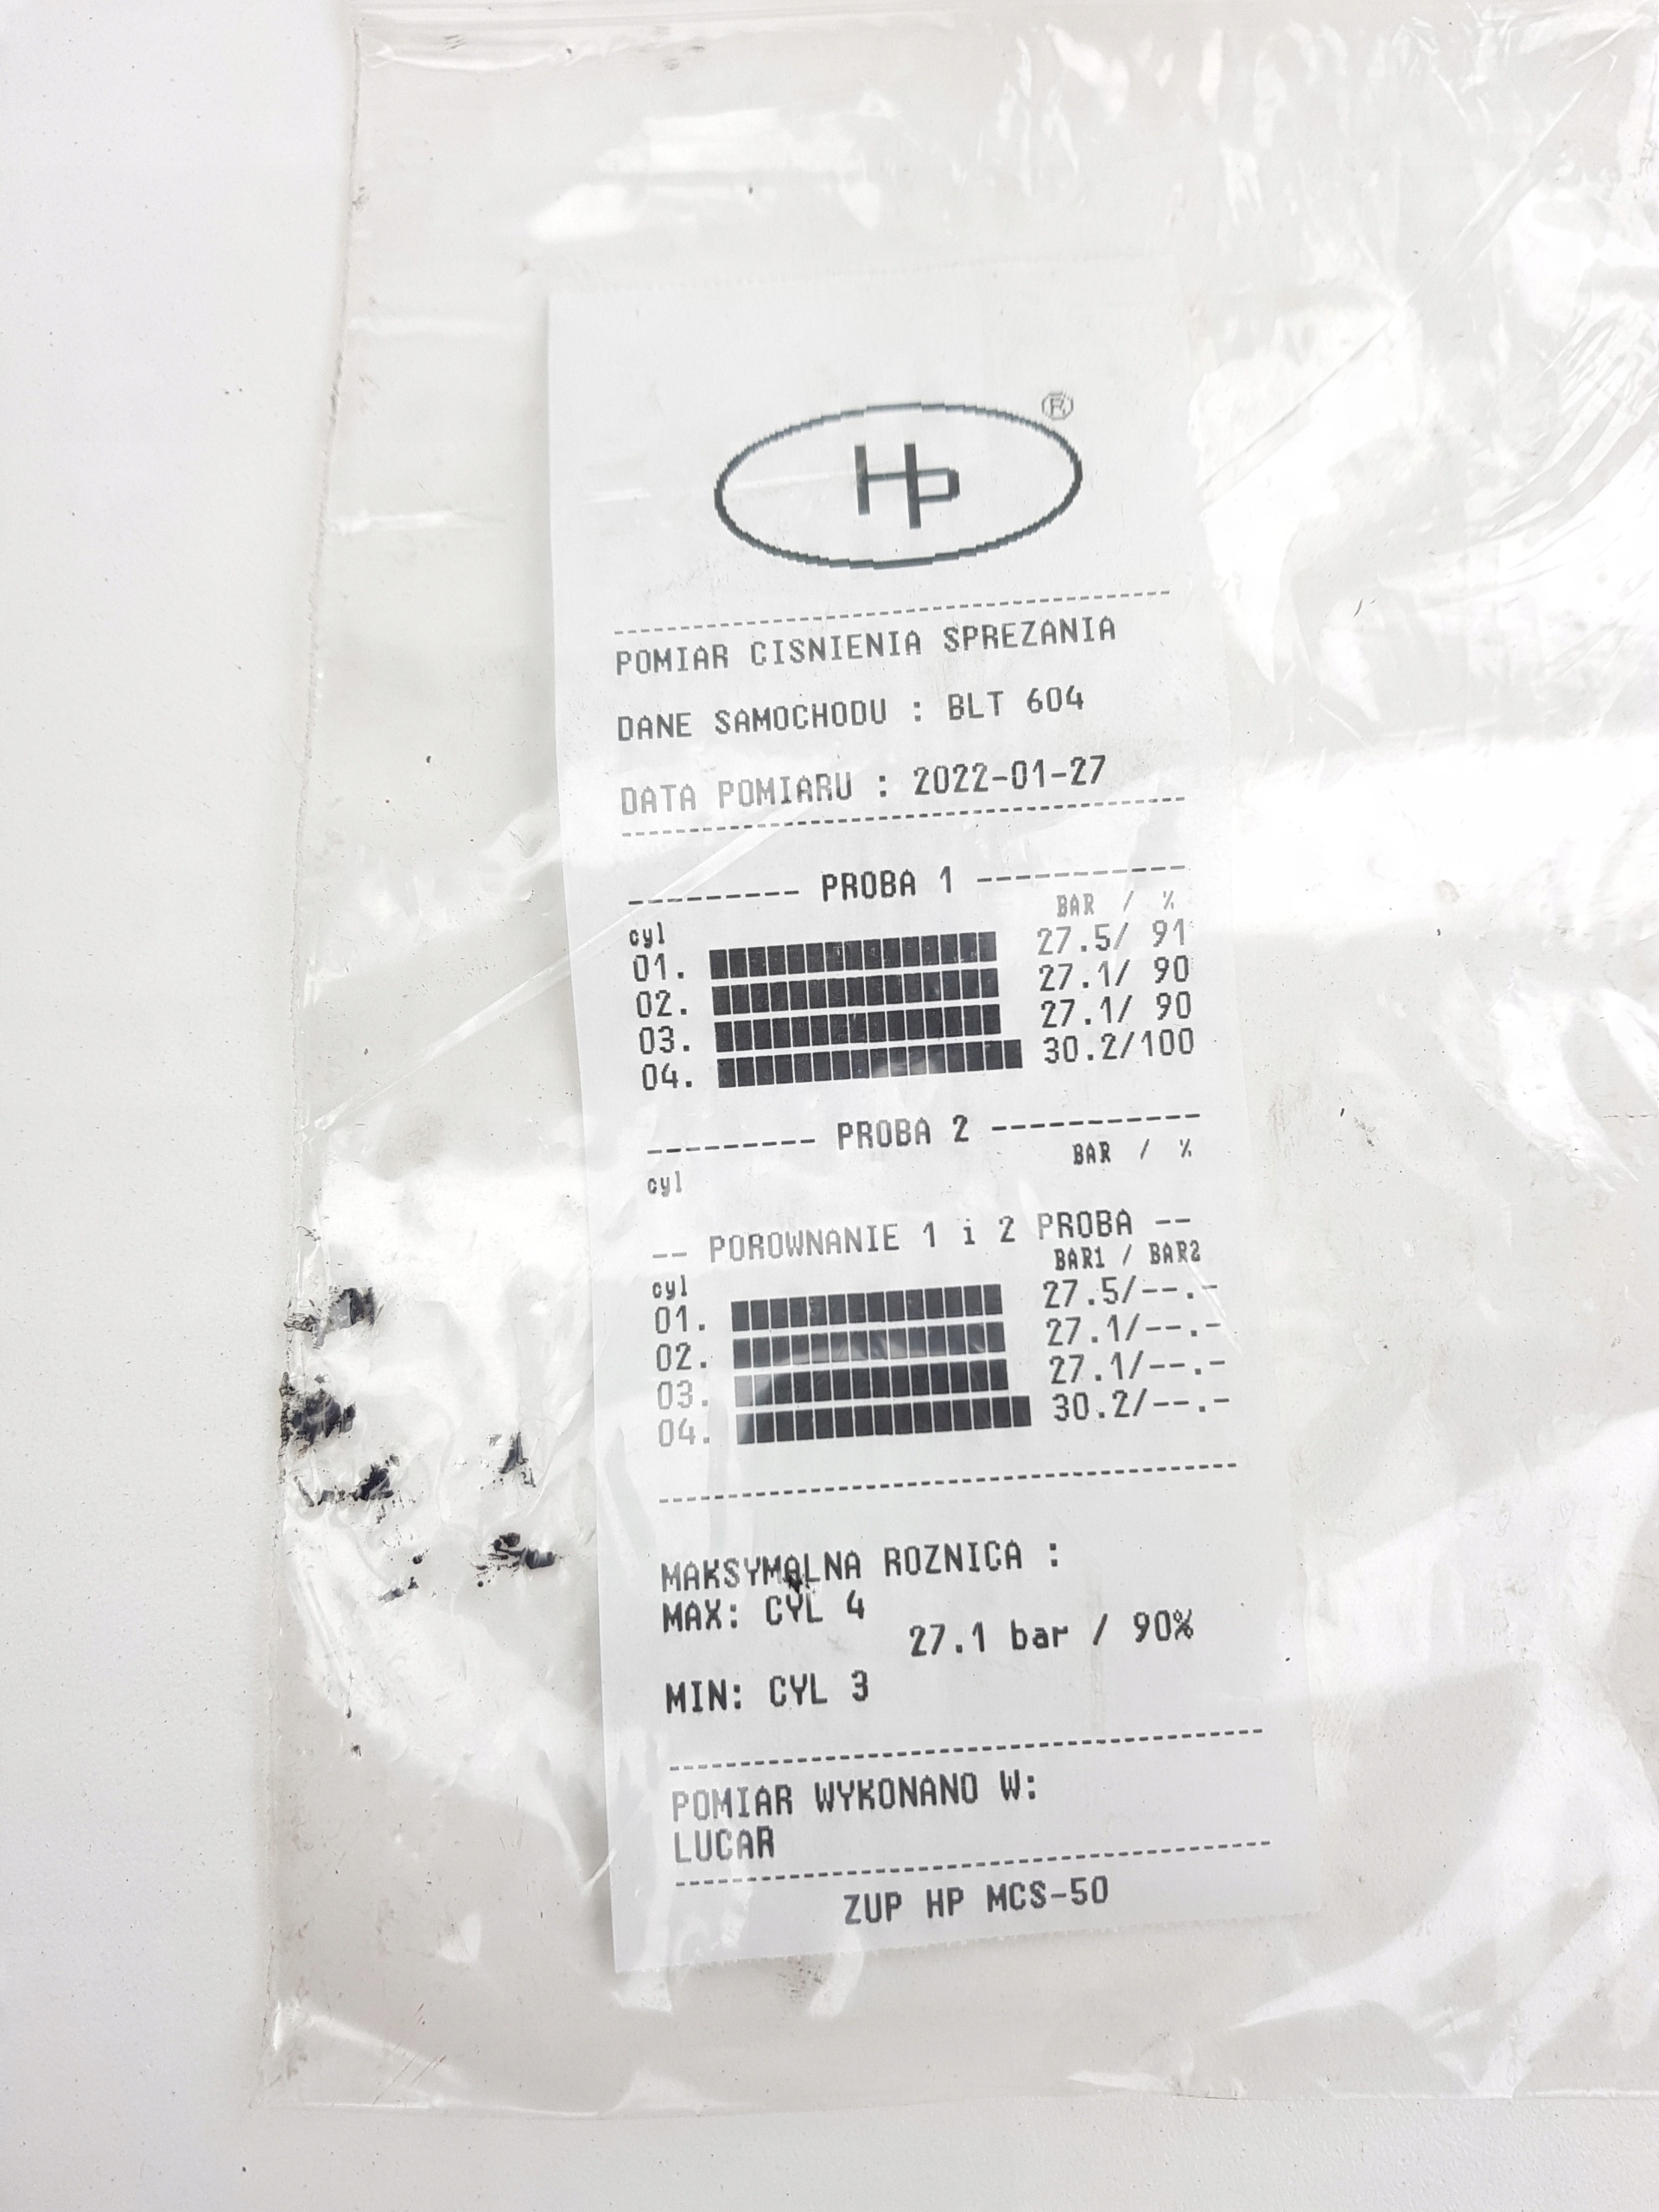 HP ®
POMIAR CISNIENIA SPREZANIA
DANE SAMOCHODU : BLT 604
DATA POMIARU : 2022-01-27
--------- PROBA 1 -----------
BAR / %
cyl
01. 27.5/ 91
02. 27.1/ 90
03. 27.1/ 90
04. 30.2/100
--------- PROBA 2 -----------
BAR / %
cyl
-- POROWNANIE 1 i 2 PROBA --
BAR1 / BAR2
cyl
01. 27.5/--.-
02. 27.1/--.-
03. 27.1/--.-
04. 30.2/--.-
MAKSYMALNA ROZNICA :
MAX: CYL 4
27.1 bar / 90%
MIN: CYL 3
POMIAR WYKONANO W:
LUCAR
ZUP HP MCS-50